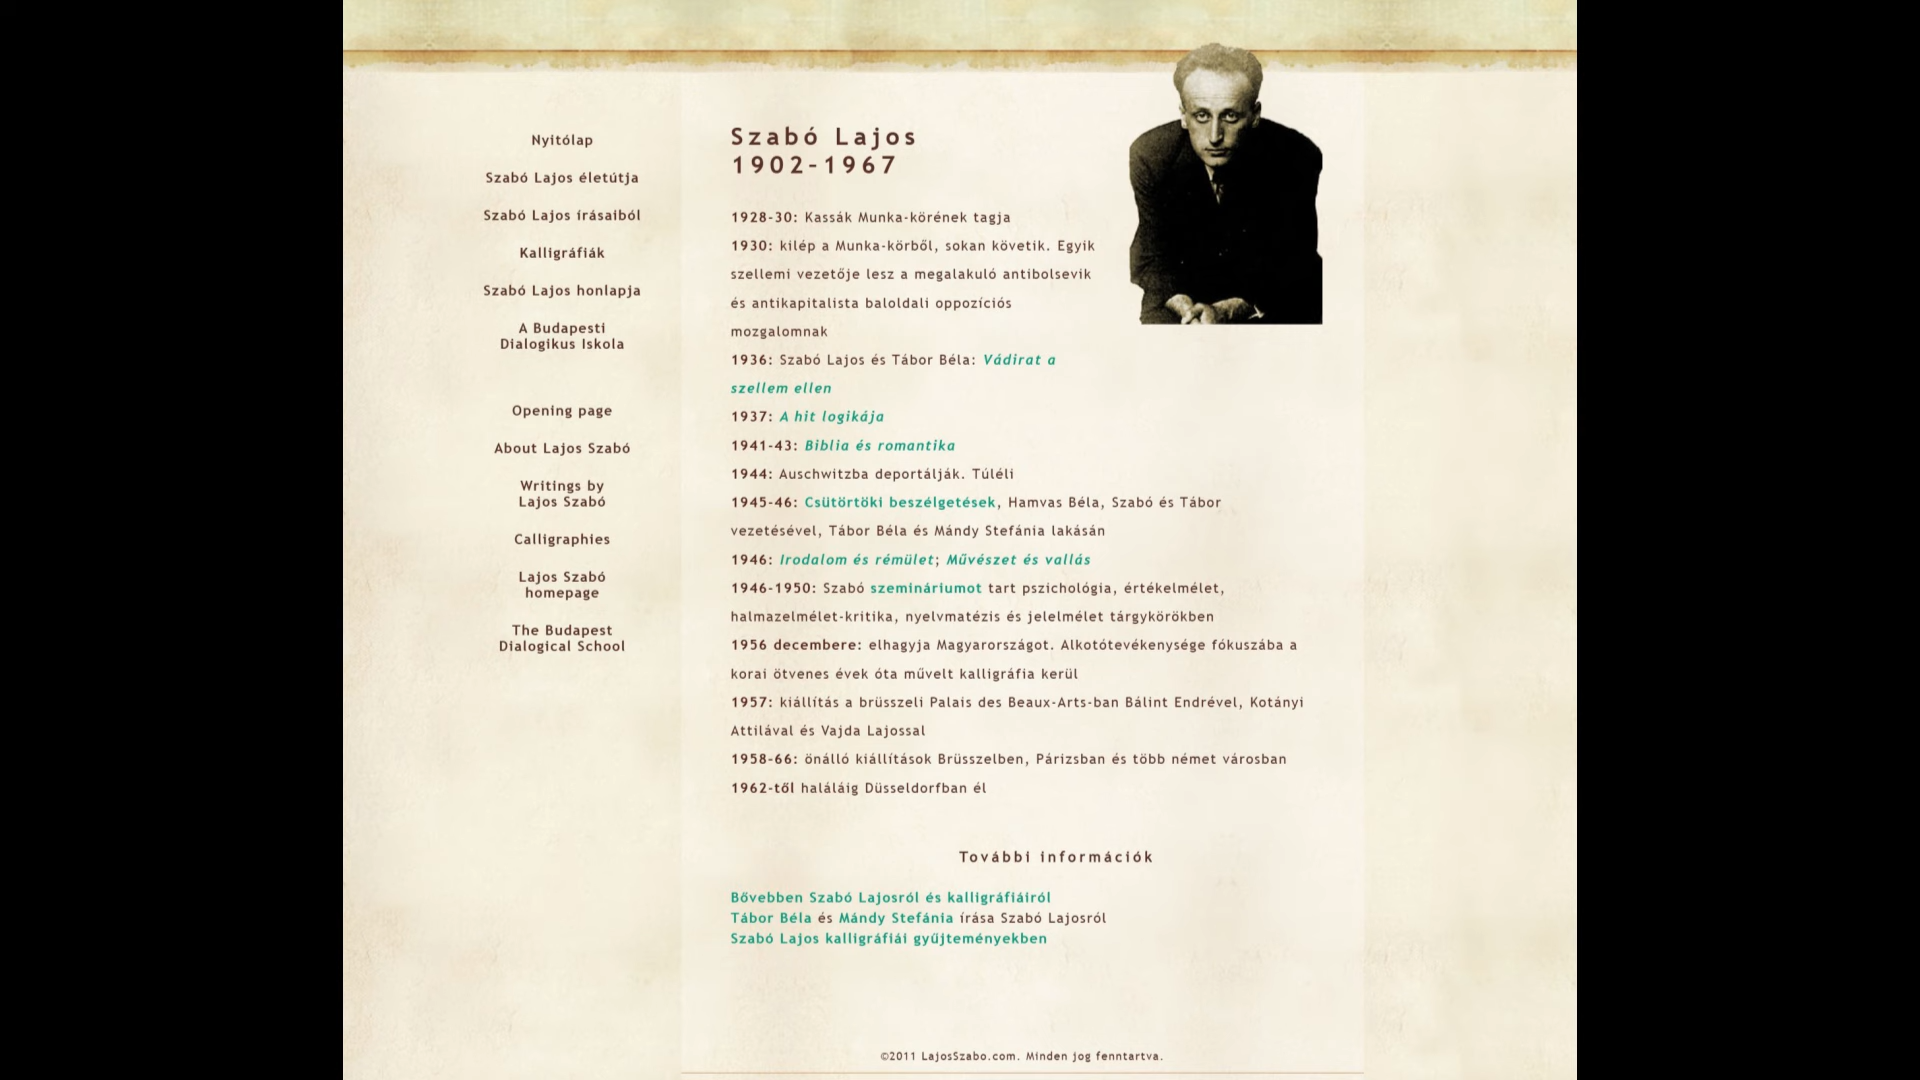 Nyitólap
Szabó Lajos életútja
Szabó Lajos írásaiból
Kalligráfiák
Szabó Lajos honlapja
A Budapesti
Dialogikus Iskola
Opening page
About Lajos Szabó
Writings by
Lajos Szabó
Calligraphies
Lajos Szabó
homepage
The Budapest
Dialogical School
Szabó Lajos
1902-1967
1928-30: Kassák Munka-körének tagja
1930: kilép a Munka-körből, sokan követik. Egyik
szellemi vezetője lesz a megalakuló antibolsevik
és antikapitalista baloldali oppozíciós
mozgalomnak
1936: Szabó Lajos és Tábor Béla: Vádirat a
szellem ellen
1937: A hit logikája
1941-43: Biblia és romantika
1944: Auschwitzba deportálják. Túléli
1945-46: Csütörtöki beszélgetések, Hamvas Béla, Szabó és Tábor
vezetésével, Tábor Béla és Mándy Stefánia lakásán
1946: Irodalom és rémület; Művészet és vallás
1946-1950: Szabó szemináriumot tart pszichológia, értékelmélet,
halmazelmélet-kritika, nyelvmatézis és jelelmélet tárgykörökben
1956 decembere: elhagyja Magyarországot. Alkotótevékenysége fókuszába a
korai ötvenes évek óta művelt kalligráfia kerül
1957: kiállítás a brüsszeli Palais des Beaux-Arts-ban Bálint Endrével, Kotányi
Attilával és Vajda Lajossal
1958-66: önálló kiállítások Brüsszelben, Párizsban és több német városban
1962-től haláláig Düsseldorfban él
További információk
Bővebben Szabó Lajosról és kalligráfiáiról
Tábor Béla és Mándy Stefánia írása Szabó Lajosról
Szabó Lajos kalligráfiái gyűjteményekben
©2011 LajosSzabo.com. Minden jog fenntartva.